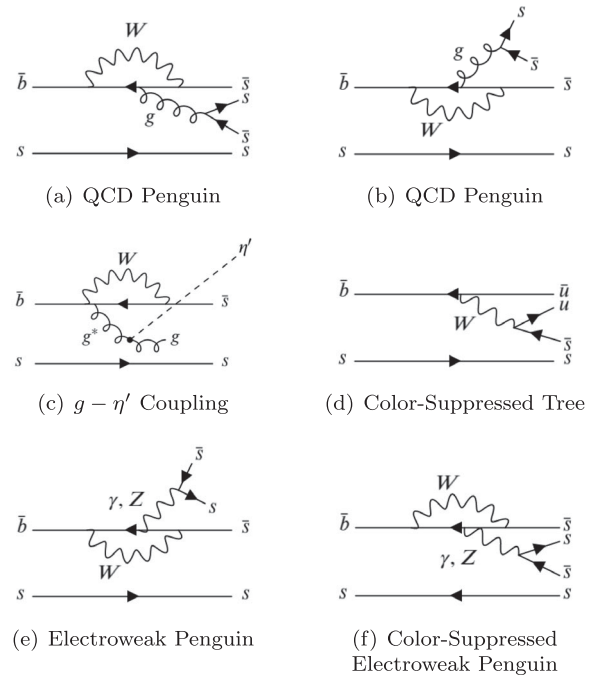 W
b̄ s̄
s
g s̄
s s
(a) QCD Penguin
s
g
s̄
b̄ s̄
W
s s
(b) QCD Penguin
η′
W
b̄ s̄
g* g
s s
(c) g − η′ Coupling
b̄ ū
u
W
s̄
s s
(d) Color-Suppressed Tree
s̄
γ, Z
s
b̄ s̄
W
s s
(e) Electroweak Penguin
W
b̄ s̄
s
γ, Z s̄
s s
(f) Color-Suppressed
Electroweak Penguin